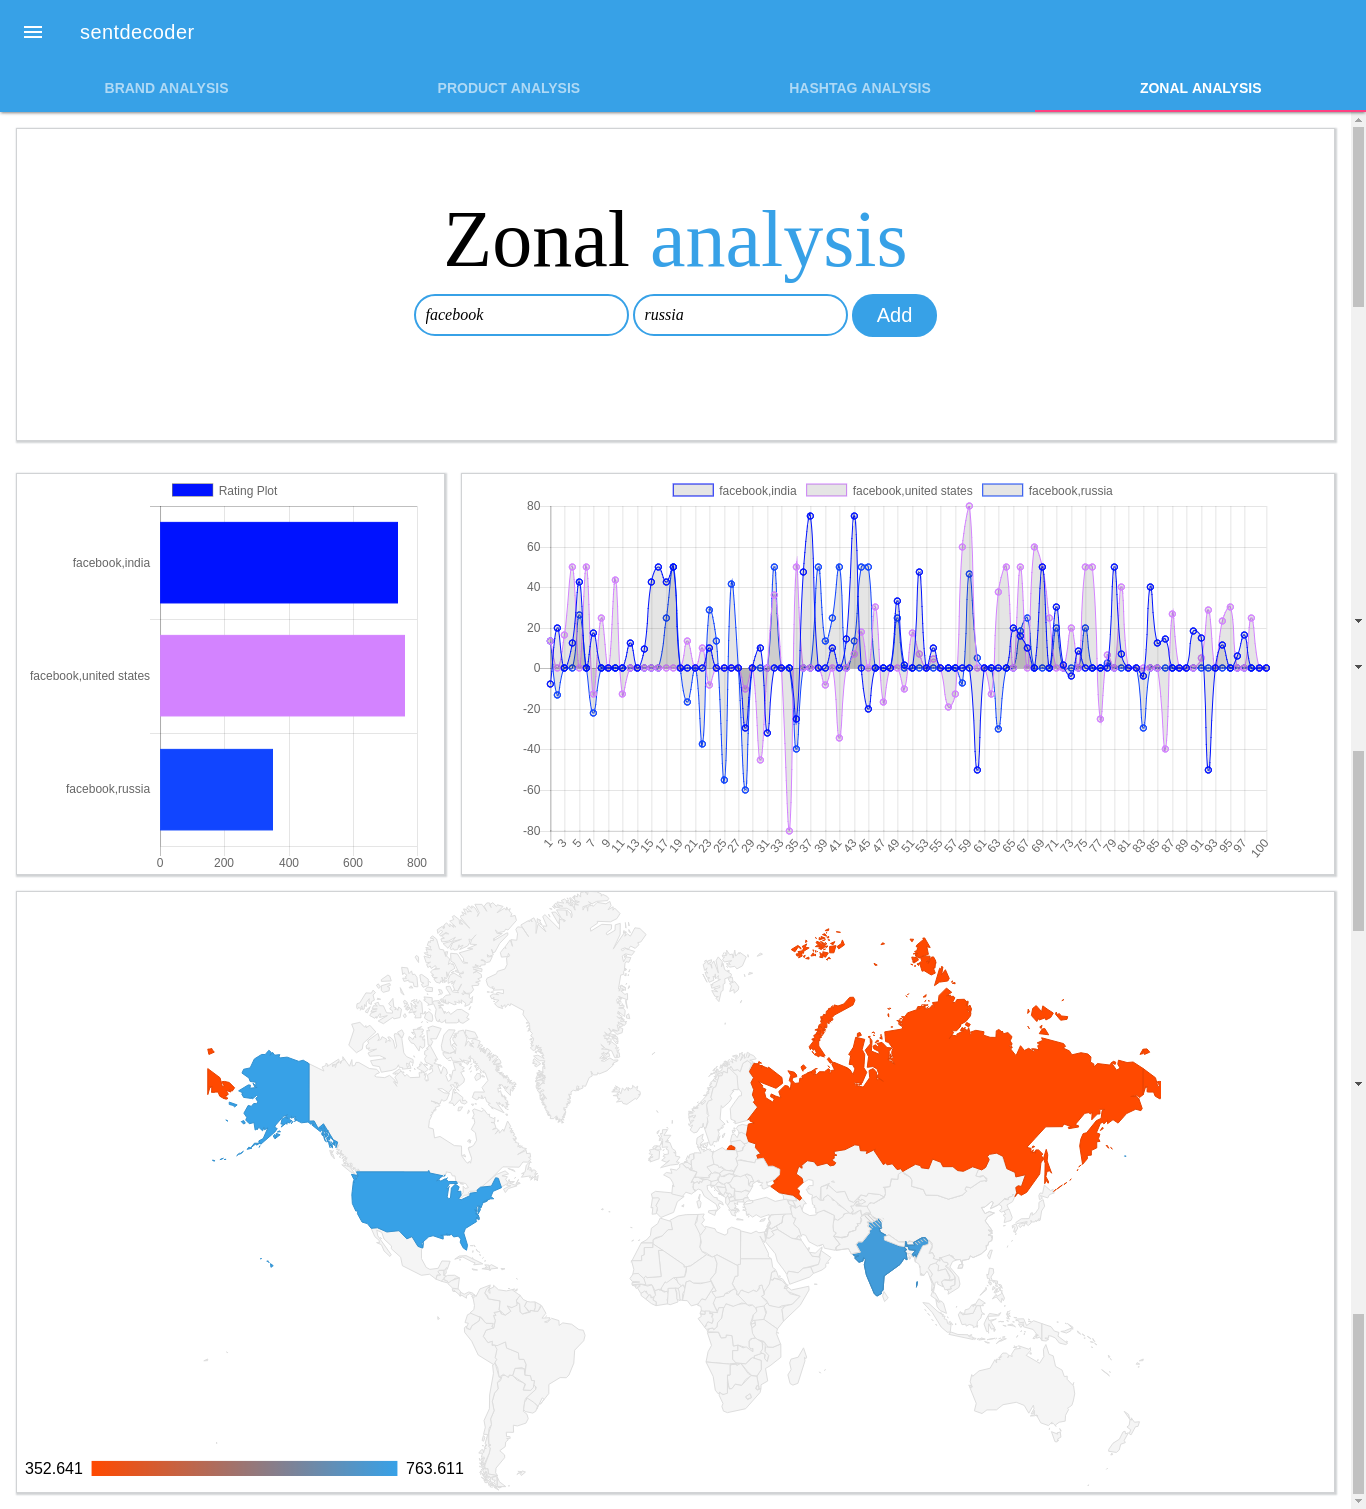 sentdecoder
BRAND ANALYSIS PRODUCT ANALYSIS HASHTAG ANALYSIS ZONAL ANALYSIS
Zonal analysis
facebook russia Add
Rating Plot
facebook,india
facebook,united states
facebook,russia
0 200 400 600 800
facebook,india facebook,united states facebook,russia
80
60
40
20
0
-20
-40
-60
-80
1 3 5 7 9 11 13 15 17 19 21 23 25 27 29 31 33 35 37 39 41 43 45 47 49 51 53 55 57 59 61 63 65 67 69 71 73 75 77 79 81 83 85 87 89 91 93 95 97 100
352.641 763.611